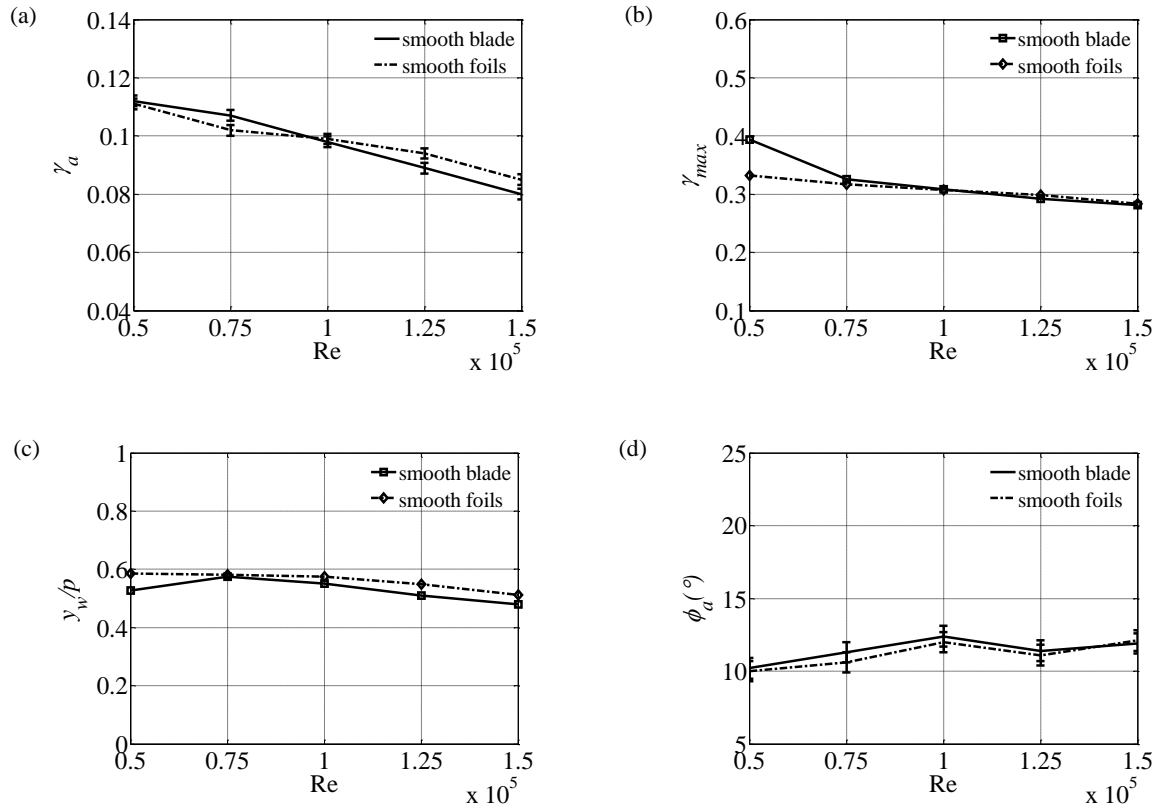 (a)
0.14
0.12
0.1
0.08
0.06
0.04
γa
smooth blade
smooth foils
0.5 0.75 1 1.25 1.5
Re
x 10^5
(b)
0.6
0.5
0.4
0.3
0.2
0.1
γmax
smooth blade
smooth foils
0.5 0.75 1 1.25 1.5
Re
x 10^5
(c)
1
0.8
0.6
0.4
0.2
0
yw/p
smooth blade
smooth foils
0.5 0.75 1 1.25 1.5
Re
x 10^5
(d)
25
20
15
10
5
ϕa(°)
smooth blade
smooth foils
0.5 0.75 1 1.25 1.5
Re
x 10^5